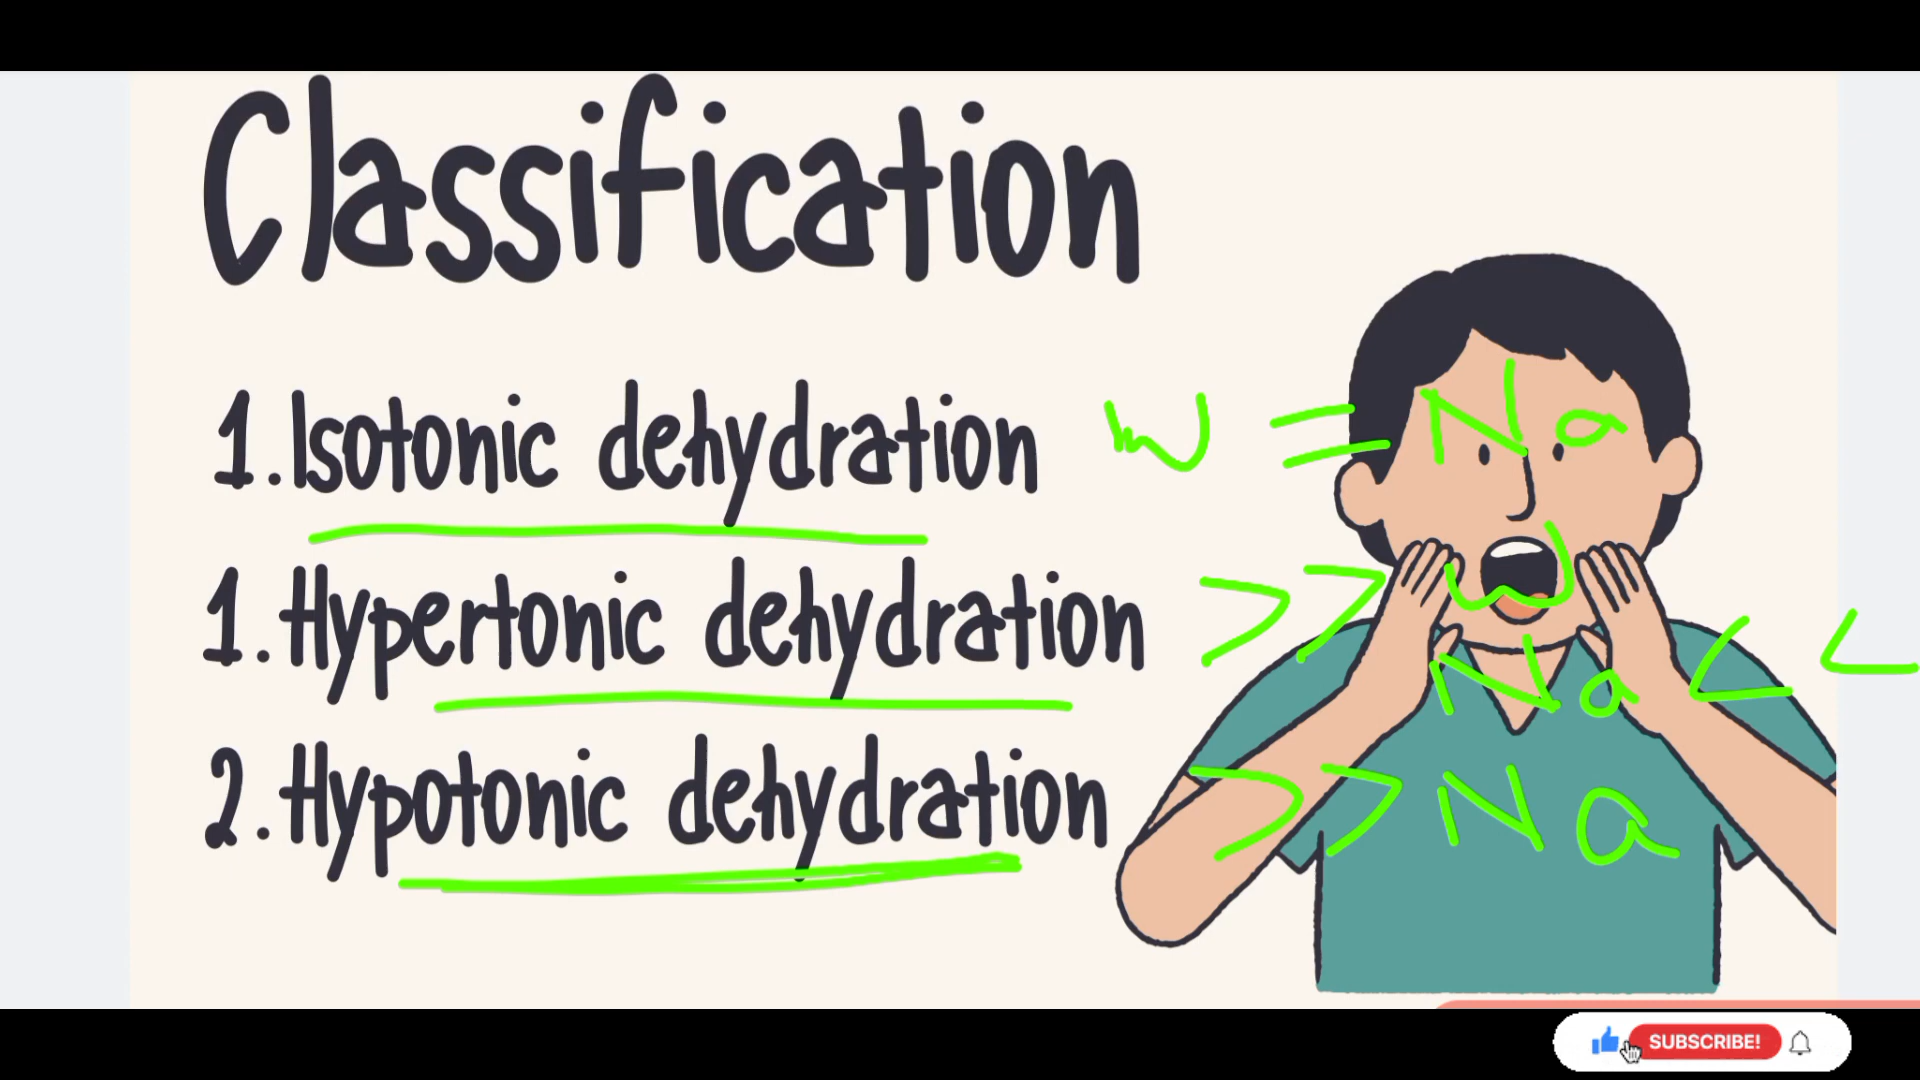 Classification
1. Isotonic dehydration W = Na
1. Hypertonic dehydration >> W
Na < <
2. Hypotonic dehydration >> Na
SUBSCRIBE!